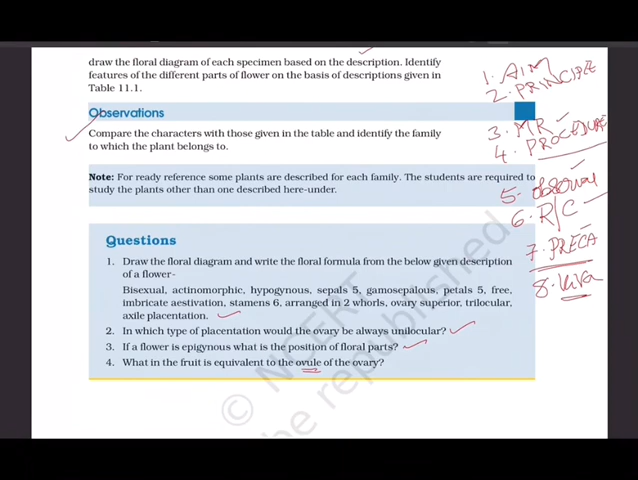 draw the floral diagram of each specimen based on the description. Identify
features of the different parts of flower on the basis of descriptions given in
Table 11.1.
Observations
Compare the characters with those given in the table and identify the family
to which the plant belongs to.
Note: For ready reference some plants are described for each family. The students are required to
study the plants other than one described here-under.
Questions
1. Draw the floral diagram and write the floral formula from the below given description
of a flower-
Bisexual, actinomorphic, hypogynous, sepals 5, gamosepalous, petals 5, free,
imbricate aestivation, stamens 6, arranged in 2 whorls, ovary superior, trilocular,
axile placentation.
2. In which type of placentation would the ovary be always unilocular?
3. If a flower is epigynous what is the position of floral parts?
4. What in the fruit is equivalent to the ovule of the ovary?
© NCERT
be republished
1. AIM
2. PRINCIPLE
3. MR
4. PROCEDURE
5-
6. R/C
7. PRECA
8. Viva